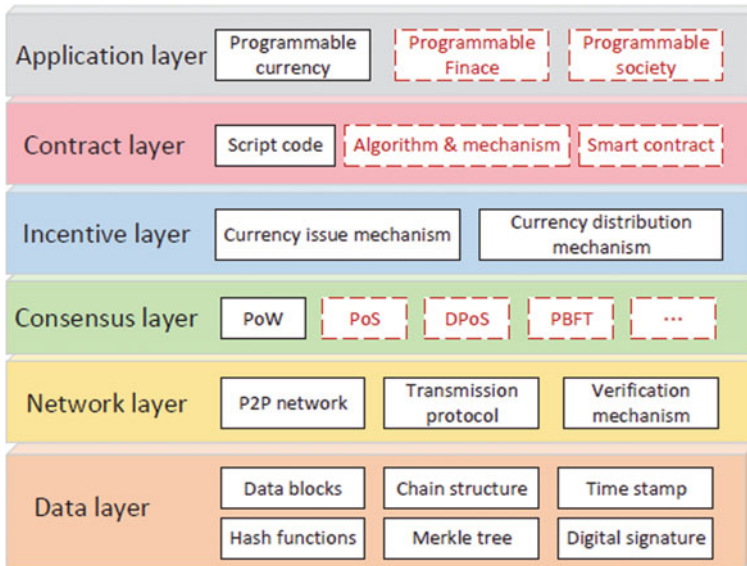 Application layer
Programmable
currency
Programmable
Finace
Programmable
society
Contract layer
Script code
Algorithm & mechanism
Smart contract
Incentive layer
Currency issue mechanism
Currency distribution
mechanism
Consensus layer
PoW
PoS
DPoS
PBFT
...
Network layer
P2P network
Transmission
protocol
Verification
mechanism
Data layer
Data blocks
Chain structure
Time stamp
Hash functions
Merkle tree
Digital signature